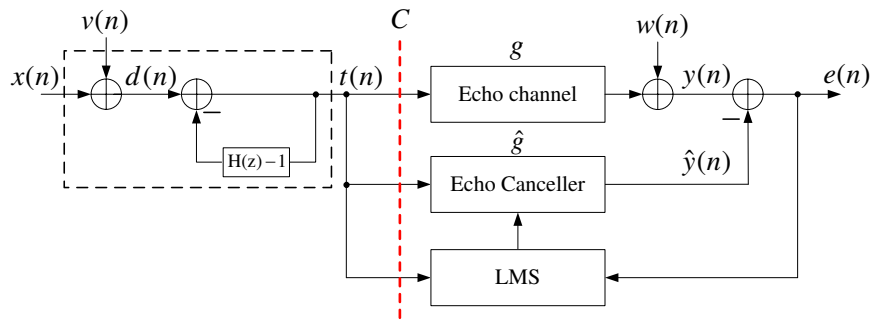 C
v(n)
w(n)
g
x(n)
d(n)
t(n)
Echo channel
y(n)
e(n)
−
−
H(z)−1
ĝ
Echo Canceller
ŷ(n)
LMS